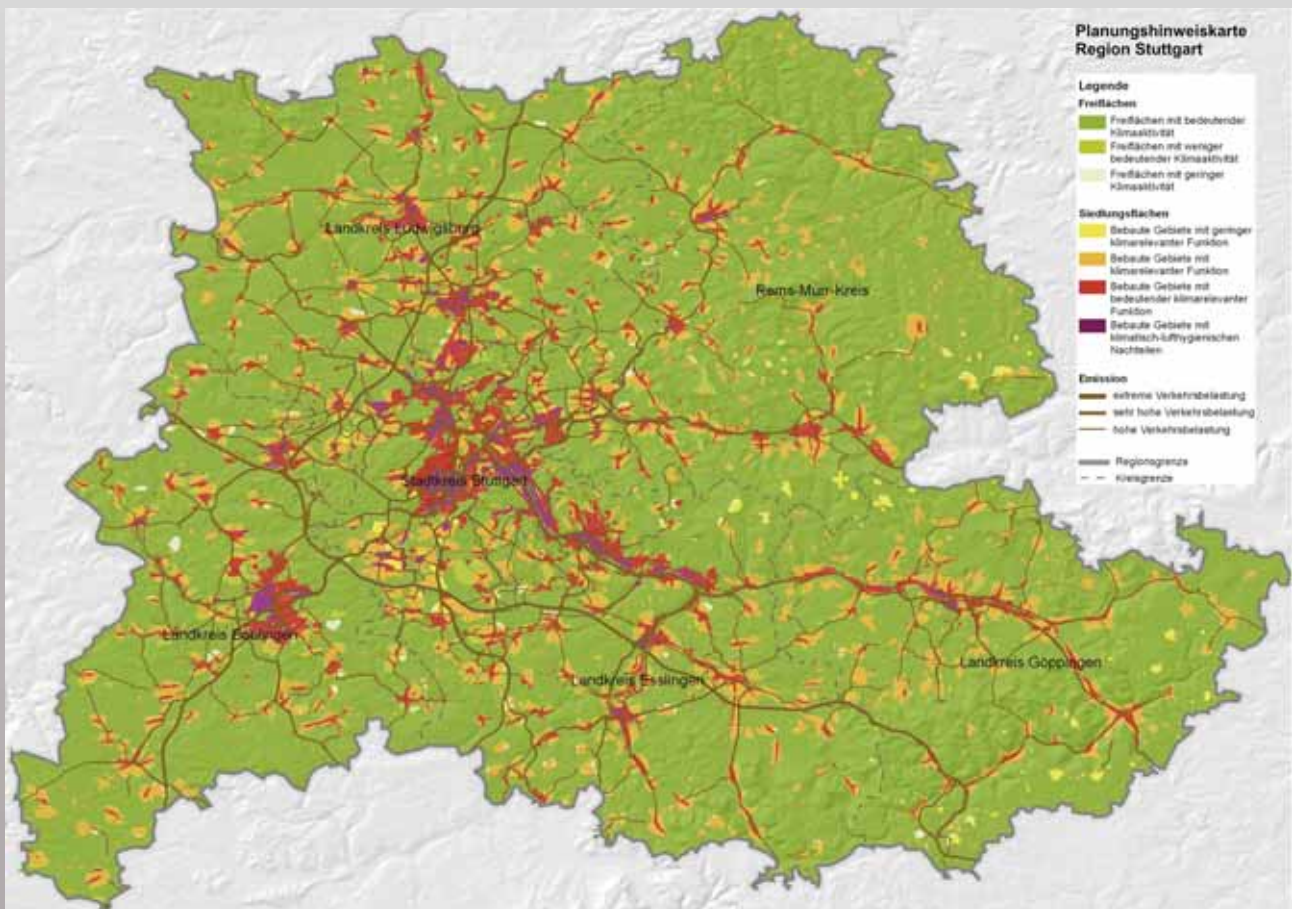 Planungshinweiskarte
Region Stuttgart
Legende
Freiflächen
Freiflächen mit bedeutender
Klimaaktivität
Freiflächen mit weniger
bedeutender Klimaaktivität
Freiflächen mit geringer
Klimaaktivität
Siedlungsflächen
Bebaute Gebiete mit geringer
klimarelevanter Funktion
Bebaute Gebiete mit
klimarelevanter Funktion
Bebaute Gebiete mit
bedeutender klimarelevanter
Funktion
Bebaute Gebiete mit
klimatisch-lufthygienischen
Nachteilen
Emission
extreme Verkehrsbelastung
sehr hohe Verkehrsbelastung
hohe Verkehrsbelastung
Regionsgrenze
Kreisgrenze
Landkreis Ludwigsburg
Rems-Murr-Kreis
Stadtkreis Stuttgart
Landkreis Böblingen
Landkreis Esslingen
Landkreis Göppingen